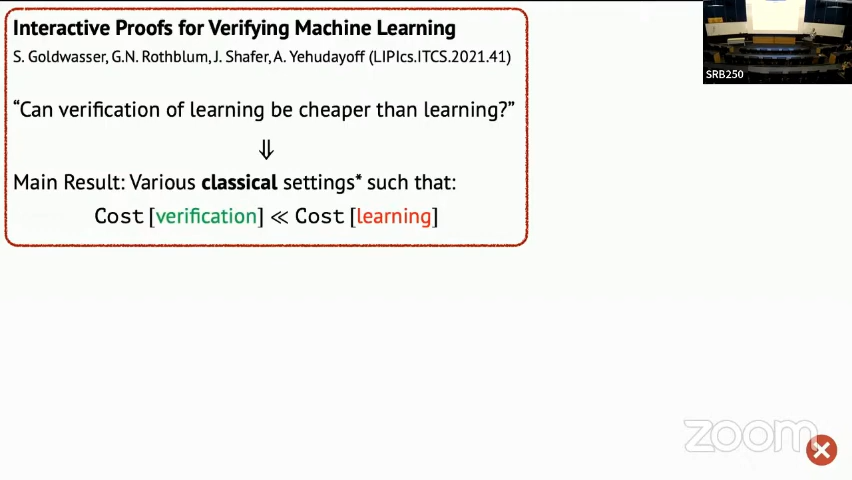 Interactive Proofs for Verifying Machine Learning
S. Goldwasser, G.N. Rothblum, J. Shafer, A. Yehudayoff (LIPIcs.ITCS.2021.41)
“Can verification of learning be cheaper than learning?”
⇓
Main Result: Various classical settings* such that:
Cost [verification] ≪ Cost [learning]
SRB250
zoom